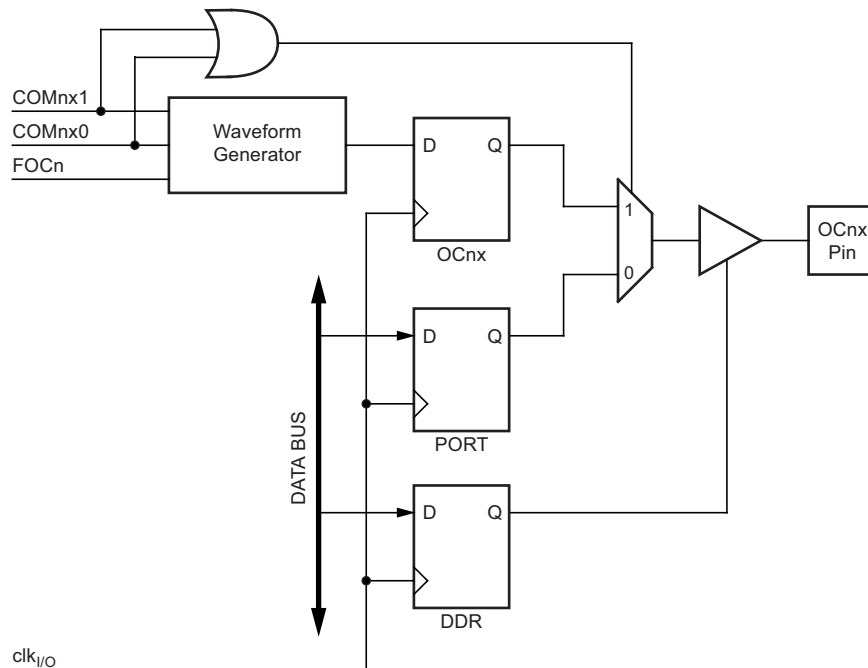 COMnx1
COMnx0
FOCn
Waveform
Generator
D
Q
OCnx
1
0
OCnx
Pin
D
Q
PORT
DATA BUS
D
Q
DDR
clkI/O